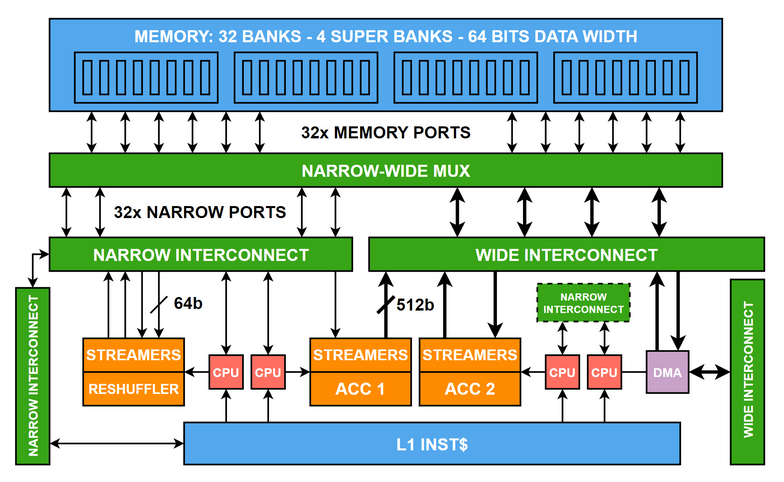 MEMORY: 32 BANKS - 4 SUPER BANKS - 64 BITS DATA WIDTH
32x MEMORY PORTS
NARROW-WIDE MUX
32x NARROW PORTS
NARROW INTERCONNECT
WIDE INTERCONNECT
64b
512b
NARROW
INTERCONNECT
NARROW INTERCONNECT
STREAMERS
RESHUFFLER
CPU
CPU
STREAMERS
ACC 1
STREAMERS
ACC 2
CPU
CPU
DMA
WIDE INTERCONNECT
L1 INST$